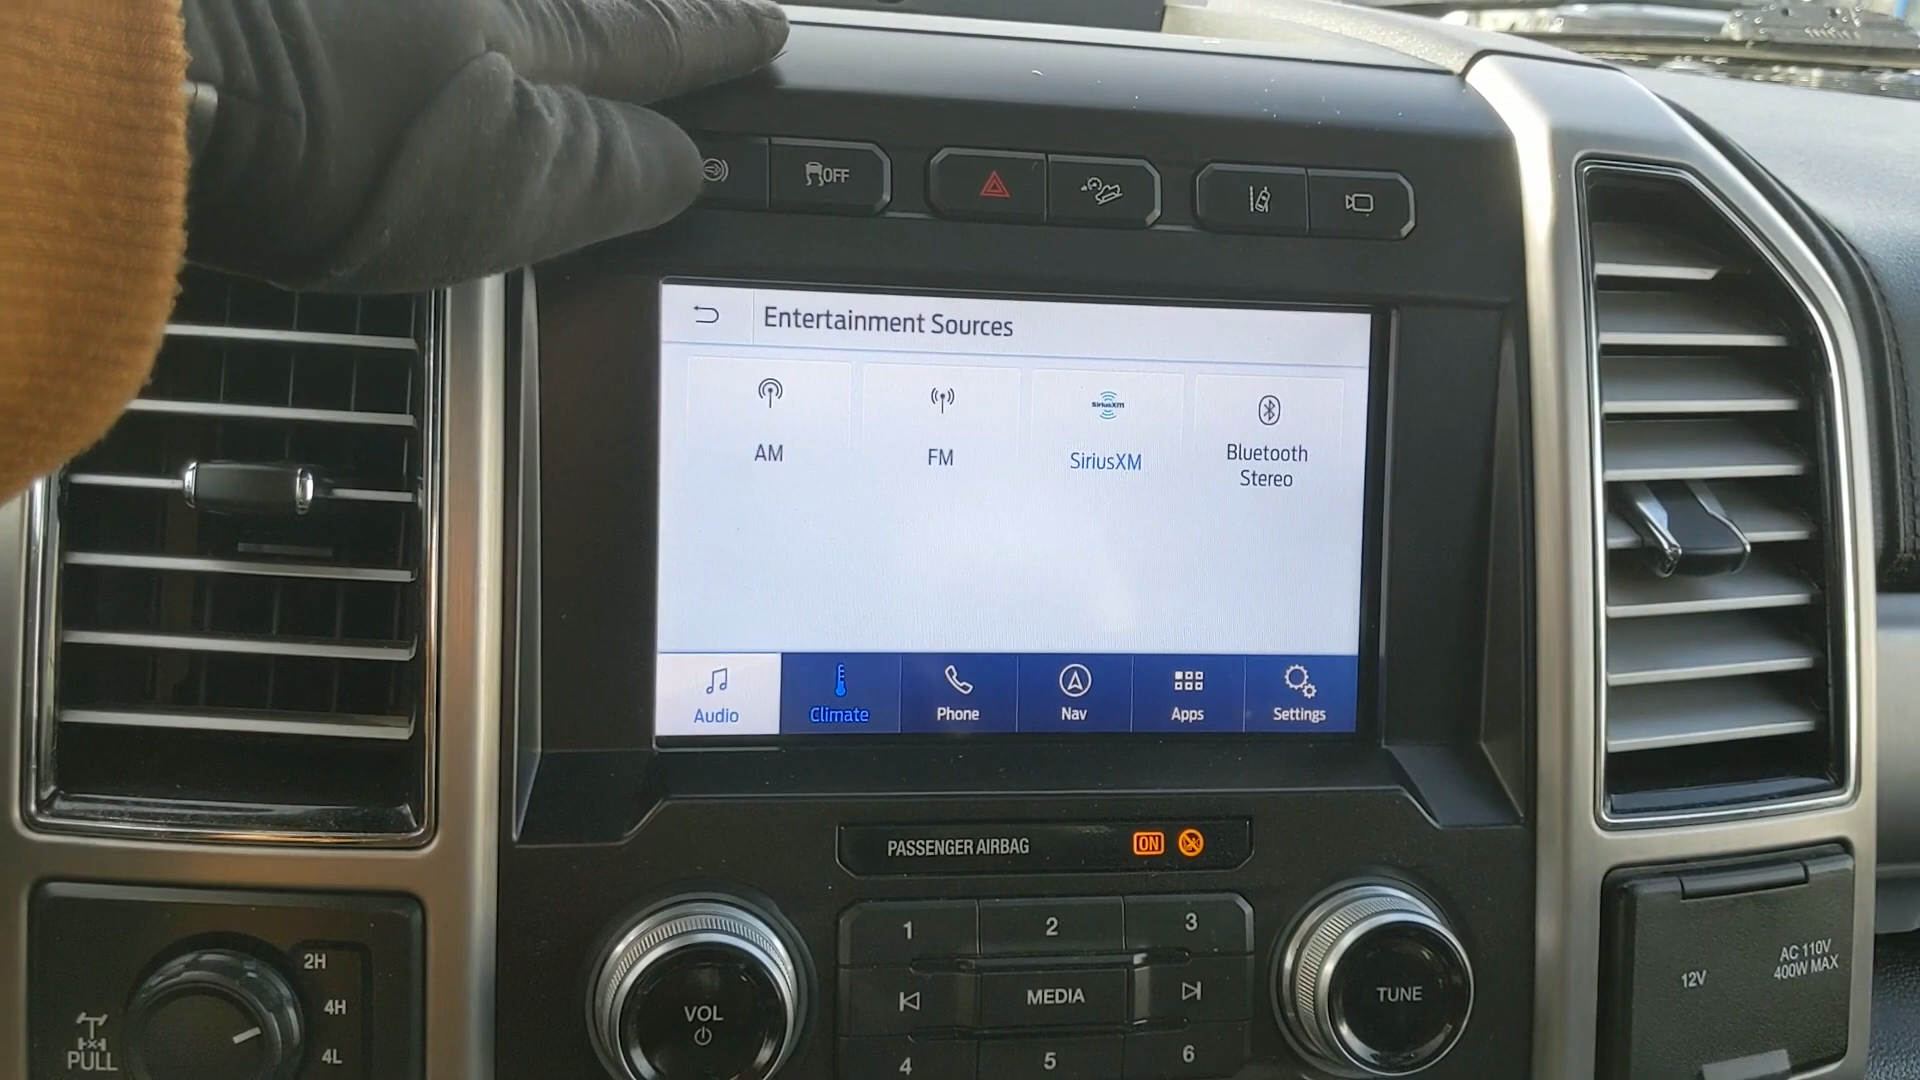 OFF
Entertainment Sources
AM
FM
SiriusXM
SiriusXM
Bluetooth
Stereo
Audio
Climate
Phone
Nav
Apps
Settings
PASSENGER AIRBAG ON
1
2
3
VOL
MEDIA
TUNE
4
5
6
2H
4H
4L
PULL
12V
AC 110V
400W MAX